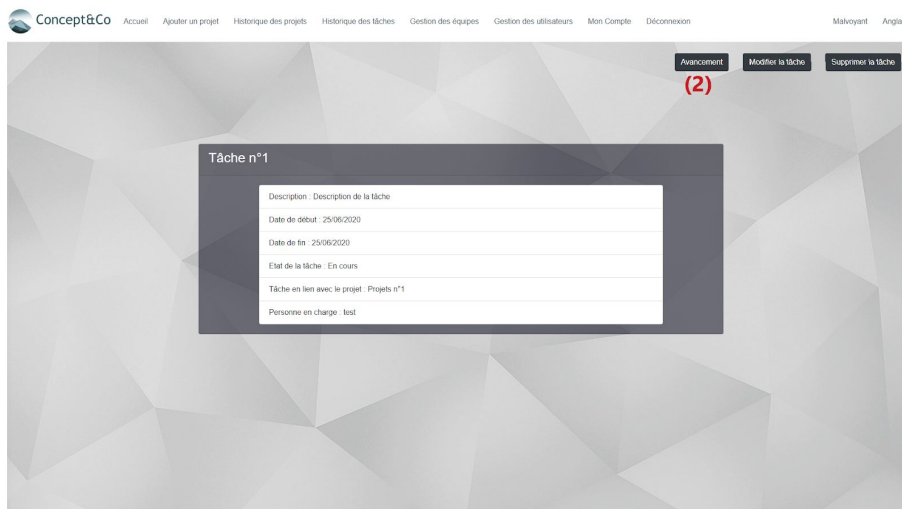 Concept&Co Accueil Ajouter un projet Historique des projets Historique des tâches Gestion des équipes Gestion des utilisateurs Mon Compte Déconnexion Malvoyant Angla
Avancement Modifier la tâche Supprimer la tâche
(2)
Tâche n°1
Description : Description de la tâche
Date de début : 25/06/2020
Date de fin : 25/06/2020
Etat de la tâche : En cours
Tâche en lien avec le projet : Projets n°1
Personne en charge : test